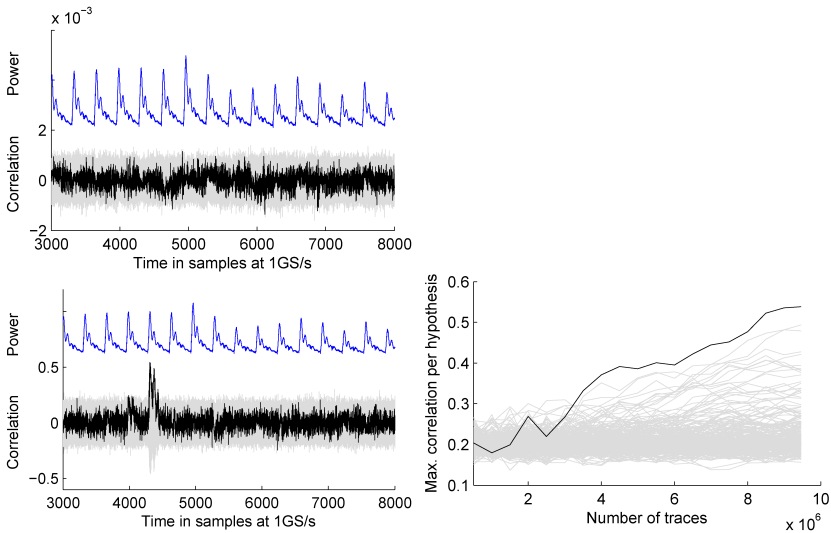 x 10⁻³
Power
Correlation
2
0
−2
3000 4000 5000 6000 7000 8000
Time in samples at 1GS/s
Power
Correlation
0.5
0
−0.5
3000 4000 5000 6000 7000 8000
Time in samples at 1GS/s
Max. correlation per hypothesis
0.6
0.5
0.4
0.3
0.2
0.1
2 4 6 8 10
x 10⁶
Number of traces